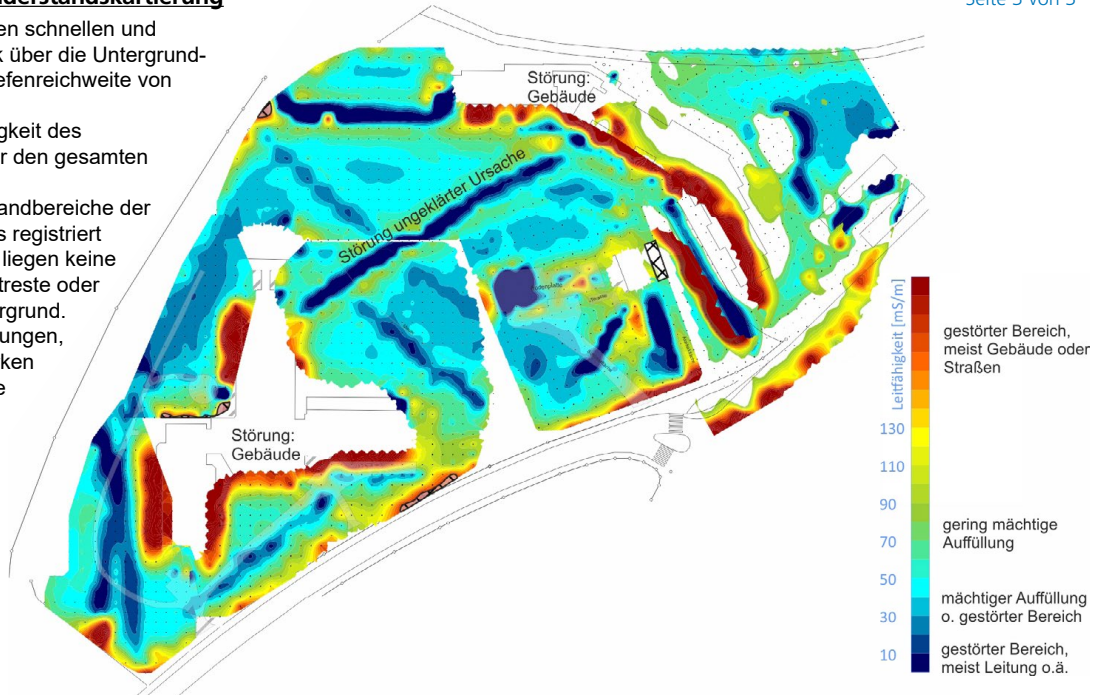 derstandskartierung
Seite 3 von 3
en schnellen und
k über die Untergrund-
efenreichweite von
gkeit des
r den gesamten
andbereiche der
s registriert
liegen keine
treste oder
rgrund.
ungen,
ken
e
Störung:
Gebäude
Störung ungeklärter Ursache
Störung:
Gebäude
Leitfähigkeit [mS/m]
130
110
90
70
50
30
10
gestörter Bereich,
meist Gebäude oder
Straßen
gering mächtige
Auffüllung
mächtiger Auffüllung
o. gestörter Bereich
gestörter Bereich,
meist Leitung o.ä.